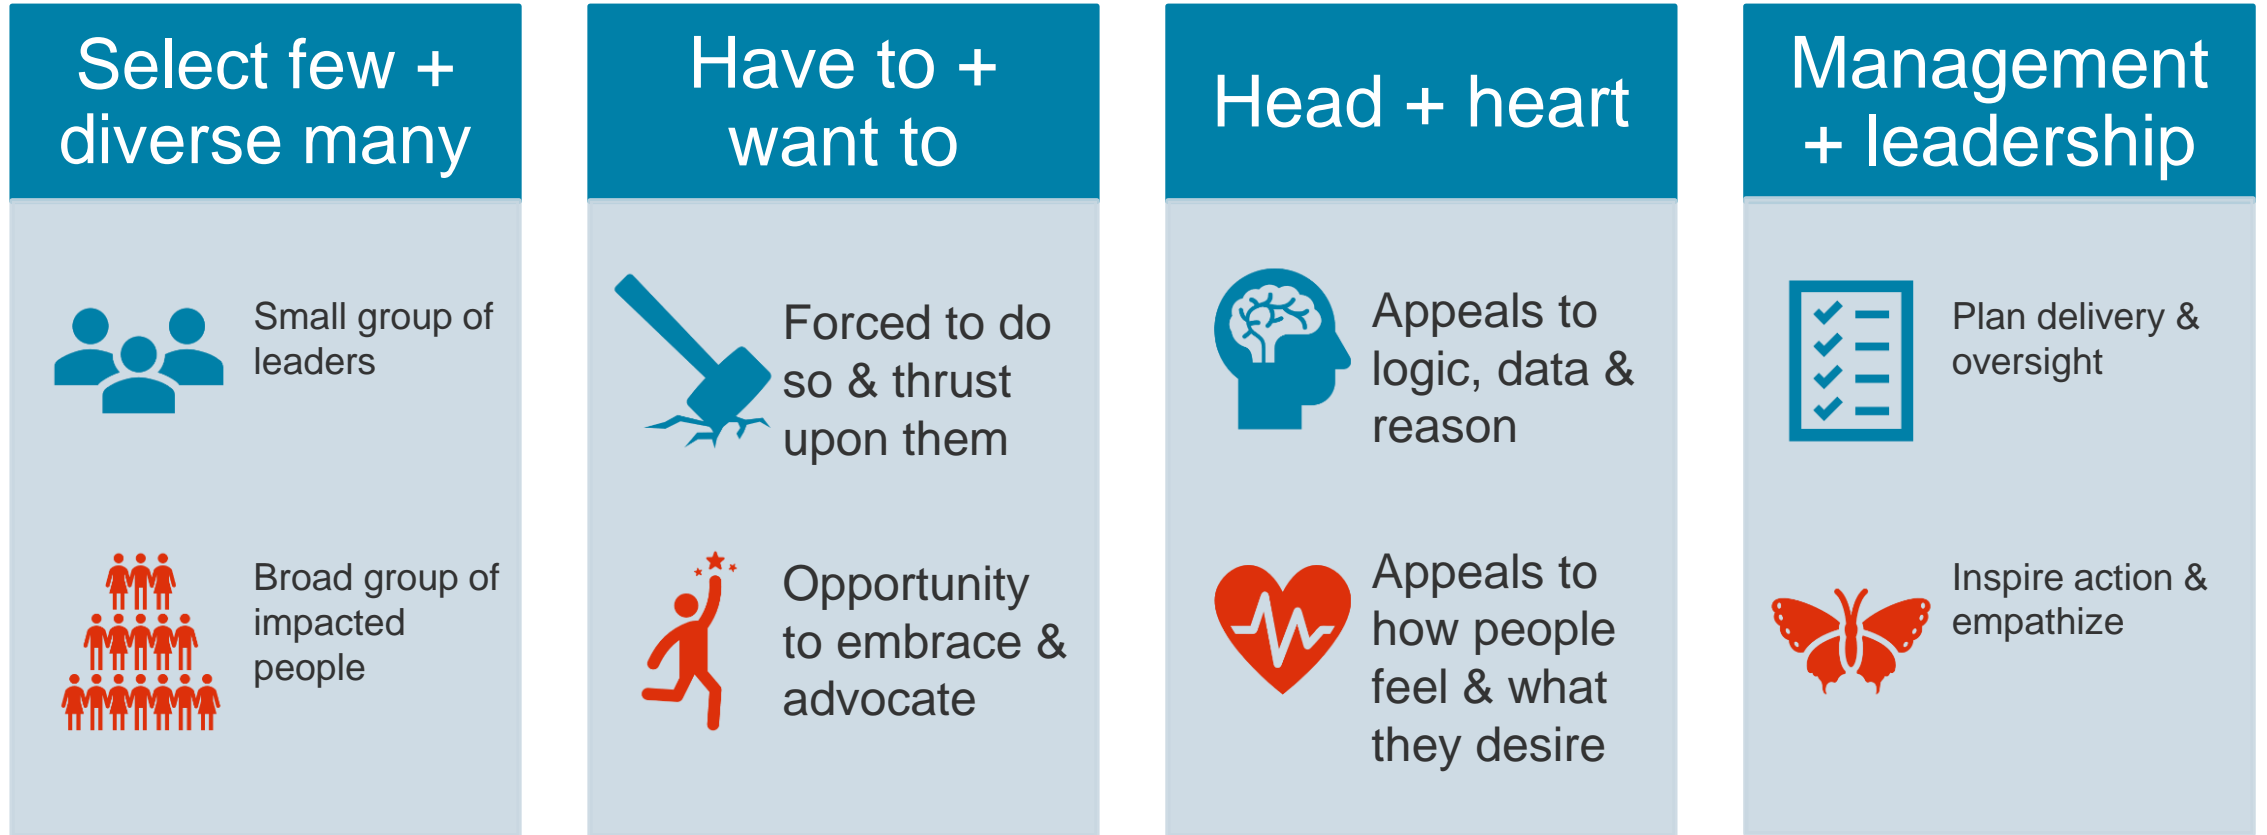 Select few +
diverse many
Small group of
leaders
Broad group of
impacted
people
Have to +
want to
Forced to do
so & thrust
upon them
Opportunity
to embrace &
advocate
Head + heart
Appeals to
logic, data &
reason
Appeals to
how people
feel & what
they desire
Management
+ leadership
Plan delivery &
oversight
Inspire action &
empathize